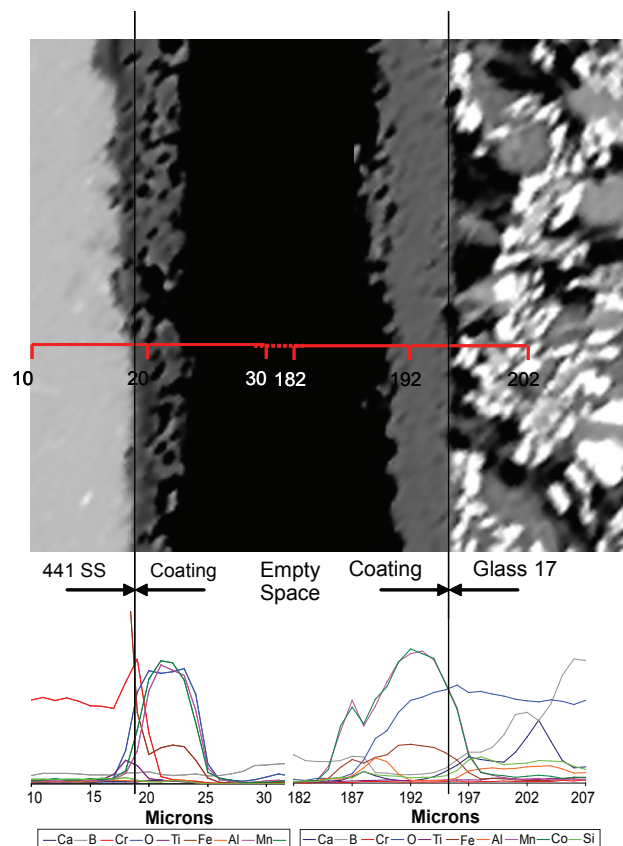 10 20 30 182 192 202
441 SS Coating Empty Space Coating Glass 17
10 15 20 25 30 182 187 192 197 202 207
Microns Microns
Ca B Cr O Ti Fe Al Mn Ca B Cr O Ti Fe Al Mn Co Si